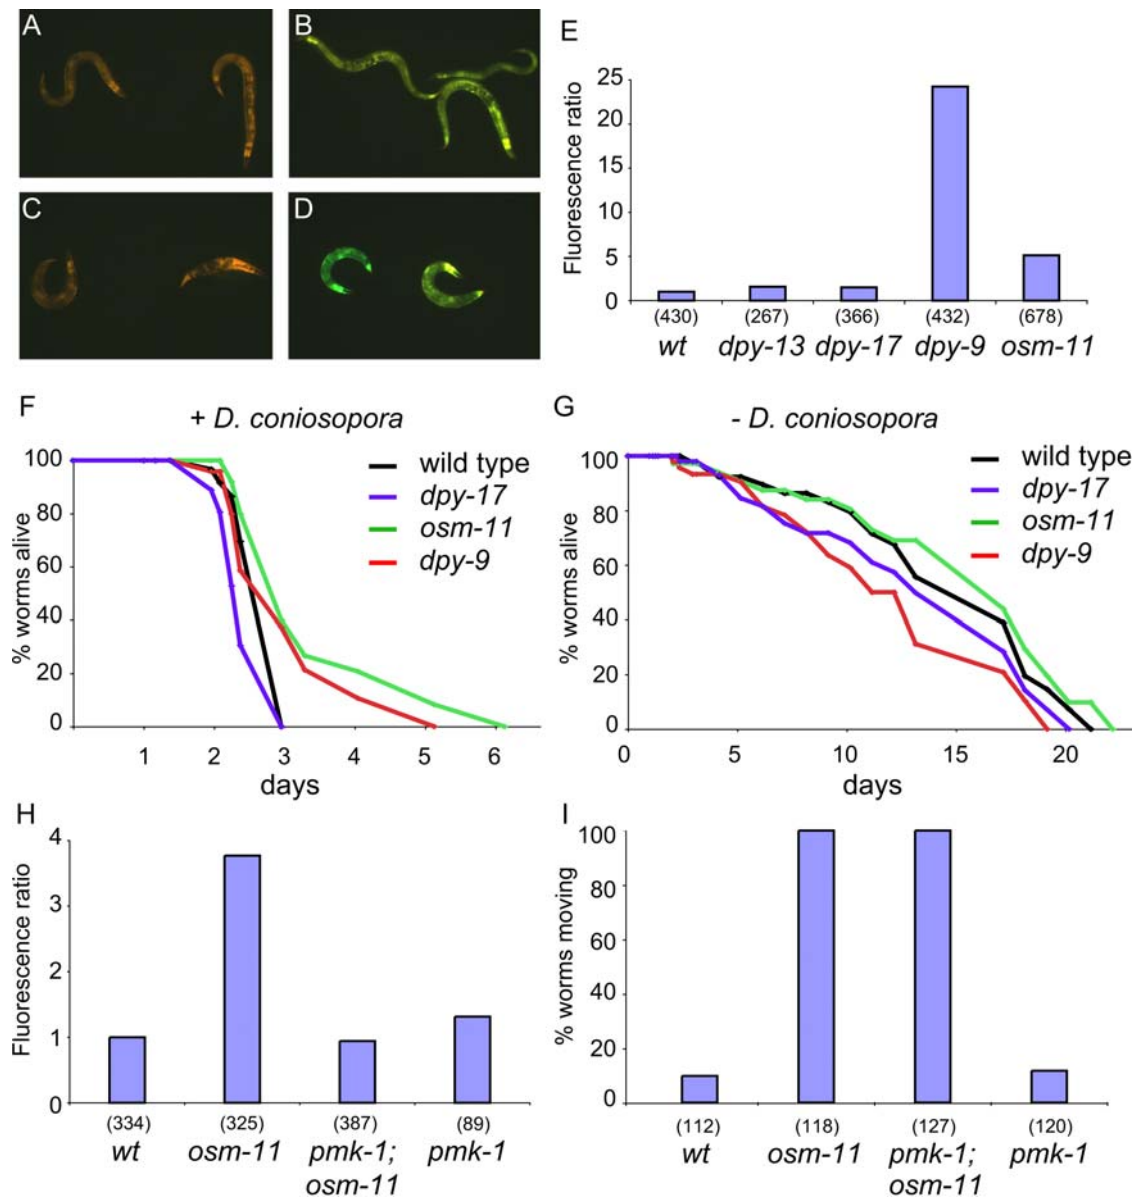 A
B
C
D
E
Fluorescence ratio
25
20
15
10
5
0
(430) (267) (366) (432) (678)
wt dpy-13 dpy-17 dpy-9 osm-11
F
+ D. coniosopora
% worms alive
100
80
60
40
20
0
wild type
dpy-17
osm-11
dpy-9
1 2 3 4 5 6
days
G
- D. coniosopora
% worms alive
100
80
60
40
20
0
wild type
dpy-17
osm-11
dpy-9
0 5 10 15 20
days
H
Fluorescence ratio
4
3
2
1
0
(334) (325) (387) (89)
wt osm-11 pmk-1; pmk-1
osm-11
I
% worms moving
100
80
60
40
20
0
(112) (118) (127) (120)
wt osm-11 pmk-1; pmk-1
osm-11